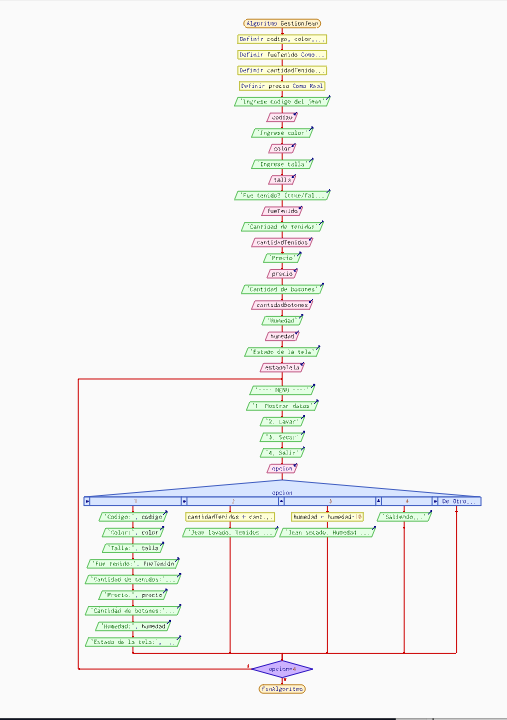 Algoritmo GestionJean
Definir codigo, color,...
Definir fueTenido Como...
Definir cantidadTenido...
Definir precio Como Real
'Ingrese codigo del jean'
codigo
'Ingrese color'
color
'Ingrese talla'
talla
'Fue tenido? (true/fal...
fueTenido
'Cantidad de tenidos'
cantidadTenidos
'Precio'
precio
'Cantidad de botones'
cantidadBotones
'Humedad'
humedad
'Estado de la tela'
estadoTela
MENU
'1. Mostrar datos'
'2. Lavar'
'3. Secar'
'4. Salir'
opcion
opcion
1 2 3 4 De Otro...
'Codigo:', codigo cantidadTenidos + cant... humedad + humedad-10 'Saliendo...'
'Color:', color 'Jean lavado. Tenidos ... 'Jean secado. Humedad ...
'Talla:', talla
'Fue tenido:', fueTenido
'Cantidad de tenidos:'...
'Precio:', precio
'Cantidad de botones:'...
'Humedad:', humedad
'Estado de la tela:', ...
opcion=4
FinAlgoritmo